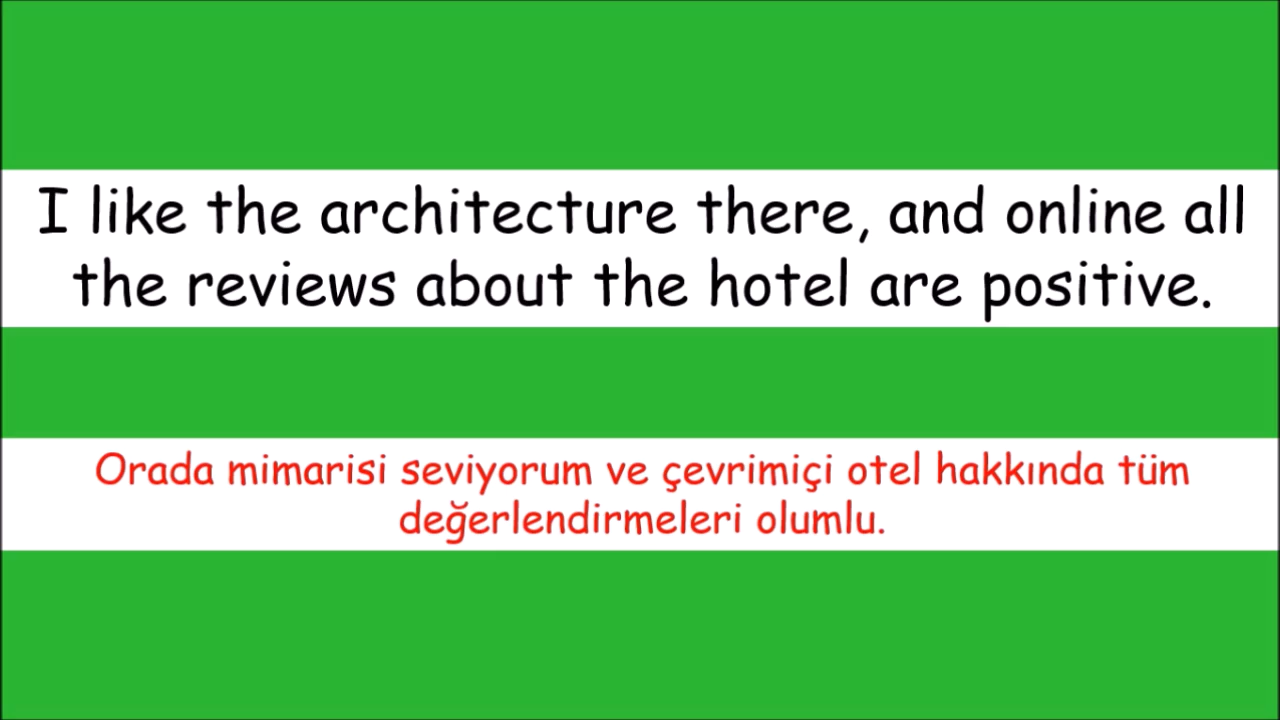 I like the architecture there, and online all
the reviews about the hotel are positive.
Orada mimarisi seviyorum ve çevrimiçi otel hakkında tüm
değerlendirmeleri olumlu.